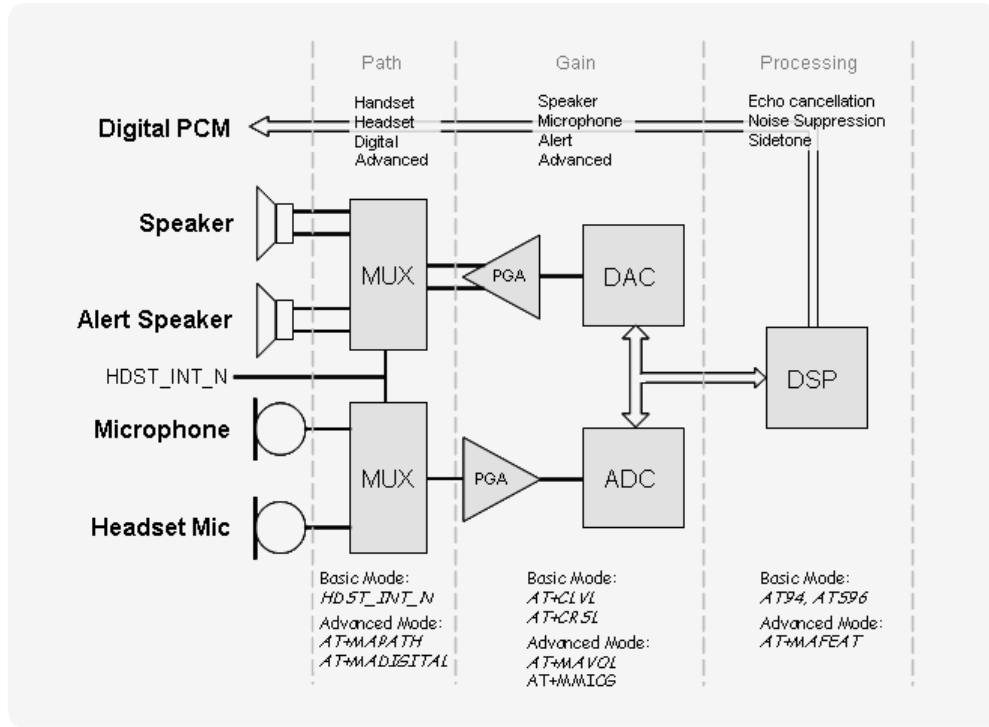 Path
Gain
Processing
Handset
Headset
Digital
Advanced
Speaker
Microphone
Alert
Advanced
Echo cancellation
Noise Suppression
Sidetone
Digital PCM
Speaker
Alert Speaker
HDST_INT_N
Microphone
Headset Mic
MUX
PGA
DAC
DSP
MUX
PGA
ADC
Basic Mode:
HDST_INT_N
Advanced Mode:
AT+MAPATH
AT+MADIGITAL
Basic Mode:
AT+CLVL
AT+CRSL
Advanced Mode:
AT+MAVOL
AT+MMICG
Basic Mode:
AT94, ATS96
Advanced Mode:
AT+MAFEAT